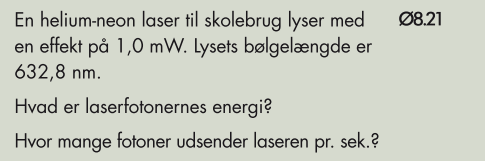 En helium-neon laser til skolebrug lyser med Ø8.21
en effekt på 1,0 mW. Lysets bølgelængde er
632,8 nm.
Hvad er laserfotonernes energi?
Hvor mange fotoner udsender laseren pr. sek.?